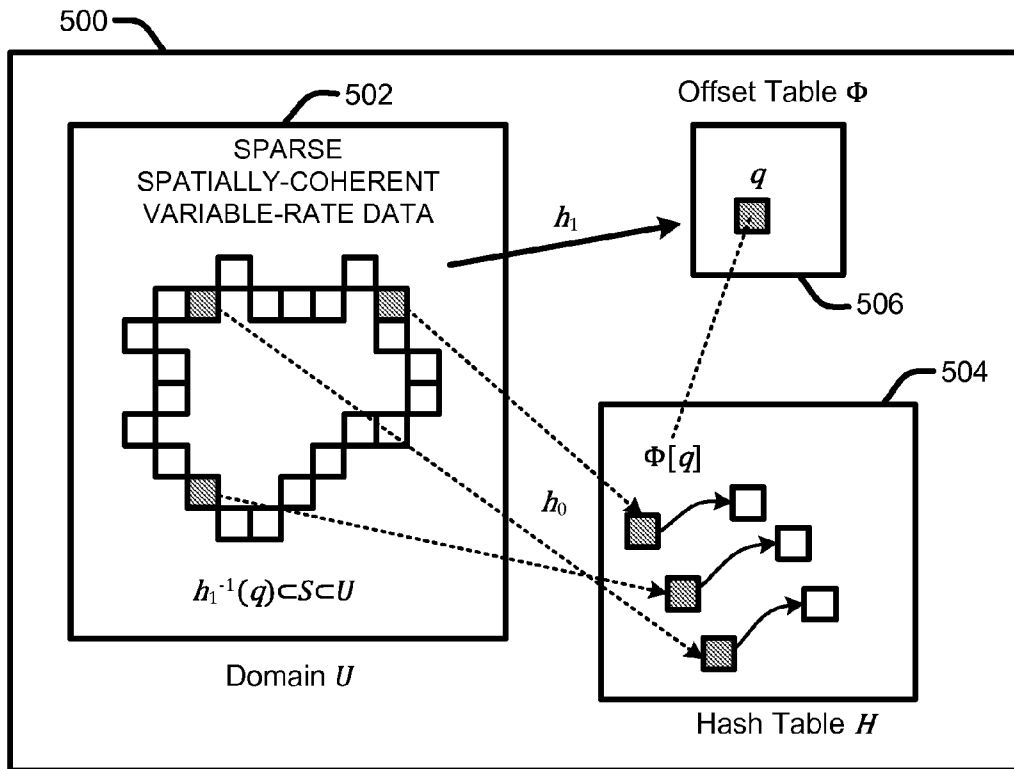 500
502
SPARSE
SPATIALLY-COHERENT
VARIABLE-RATE DATA
h₁⁻¹(q)⊂S⊂U
Domain U
h₁
h₀
Offset Table Φ
q
506
504
Φ[q]
Hash Table H